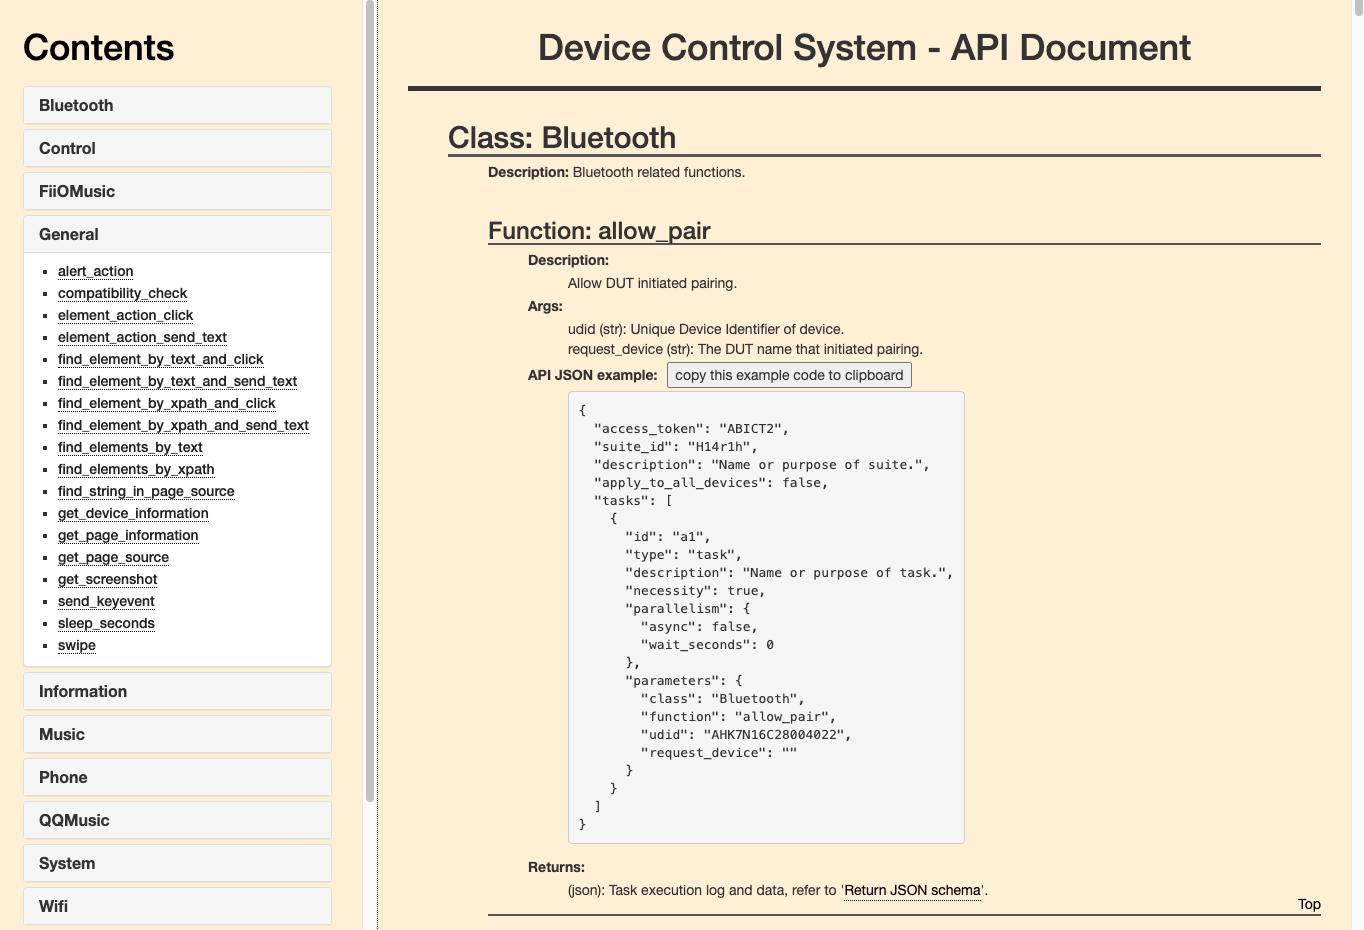 Contents
Bluetooth
Control
FiiOMusic
General
alert_action
compatibility_check
element_action_click
element_action_send_text
find_element_by_text_and_click
find_element_by_text_and_send_text
find_element_by_xpath_and_click
find_element_by_xpath_and_send_text
find_elements_by_text
find_elements_by_xpath
find_string_in_page_source
get_device_information
get_page_information
get_page_source
get_screenshot
send_keyevent
sleep_seconds
swipe
Information
Music
Phone
QQMusic
System
Wifi
Device Control System - API Document
Class: Bluetooth
Description: Bluetooth related functions.
Function: allow_pair
Description:
Allow DUT initiated pairing.
Args:
udid (str): Unique Device Identifier of device.
request_device (str): The DUT name that initiated pairing.
API JSON example: copy this example code to clipboard
{
  "access_token": "ABICT2",
  "suite_id": "H14r1h",
  "description": "Name or purpose of suite.",
  "apply_to_all_devices": false,
  "tasks": [
    {
      "id": "a1",
      "type": "task",
      "description": "Name or purpose of task.",
      "necessity": true,
      "parallelism": {
        "async": false,
        "wait_seconds": 0
      },
      "parameters": {
        "class": "Bluetooth",
        "function": "allow_pair",
        "udid": "AHK7N16C28004022",
        "request_device": ""
      }
    }
  ]
}
Returns:
(json): Task execution log and data, refer to 'Return JSON schema'.
Top